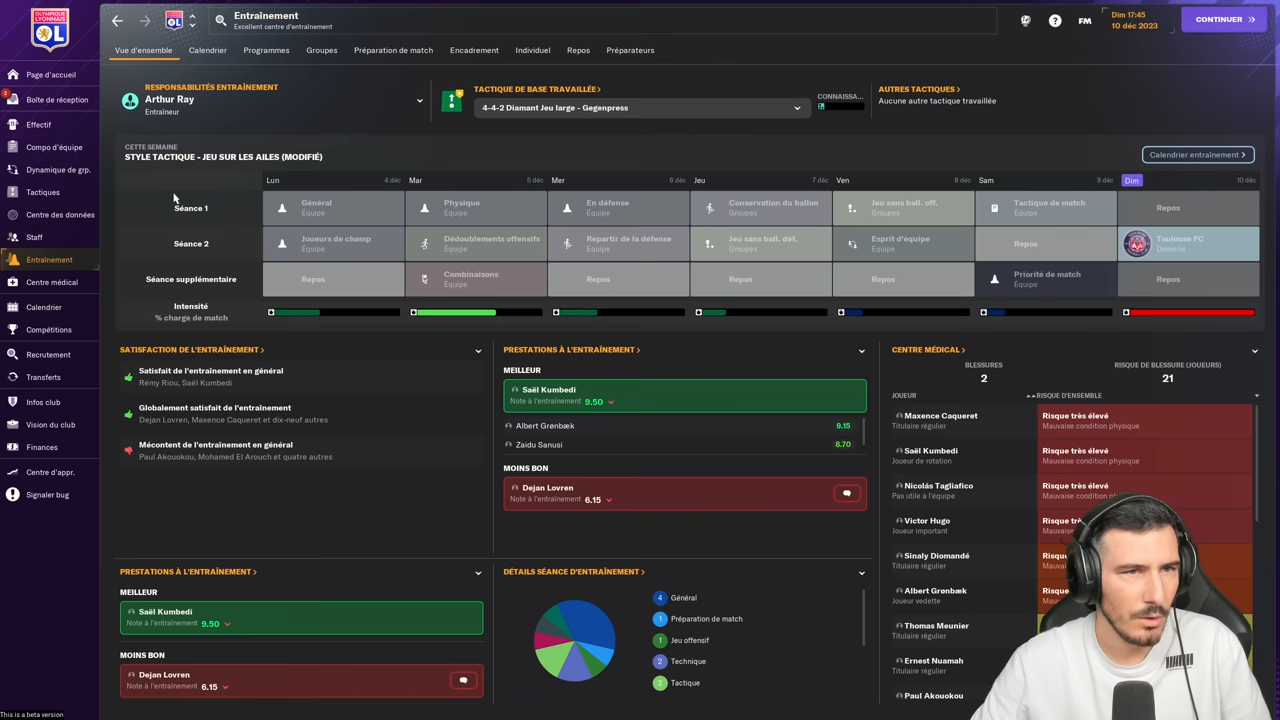 OLYMPIQUE LYONNAIS
OL
Entraînement
Excellent centre d'entraînement
FM
Dim 17:45
10 déc 2023
CONTINUER
Vue d'ensemble
Calendrier
Programmes
Groupes
Préparation de match
Encadrement
Individuel
Repos
Préparateurs
Page d'accueil
2
Boîte de réception
Effectif
Compo d'équipe
Dynamique de grp.
Tactiques
Centre des données
Staff
Entraînement
Centre médical
Calendrier
Compétitions
Recrutement
Transferts
Infos club
Vision du club
Finances
Centre d'appr.
Signaler bug
This is a beta version
RESPONSABILITÉS ENTRAÎNEMENT
Arthur Ray
Entraîneur
TACTIQUE DE BASE TRAVAILLÉE >
4-4-2 Diamant Jeu large - Gegenpress
CONNAISSA...
AUTRES TACTIQUES >
Aucune autre tactique travaillée
CETTE SEMAINE
STYLE TACTIQUE - JEU SUR LES AILES (MODIFIÉ)
Calendrier entraînement >
Lun 4 déc
Mar 5 déc
Mer 6 déc
Jeu 7 déc
Ven 8 déc
Sam 9 déc
Dim 10 déc
Séance 1
Général
Équipe
Physique
Équipe
En défense
Équipe
Conservation du ballon
Groupes
Jeu sans ball. off.
Groupes
Tactique de match
Équipe
Repos
Séance 2
Joueurs de champ
Équipe
Dédoublements offensifs
Équipe
Repartir de la défense
Équipe
Jeu sans ball. déf.
Groupes
Esprit d'équipe
Équipe
Repos
Toulouse FC
Domicile
Séance supplémentaire
Repos
Combinaisons
Équipe
Repos
Repos
Repos
Priorité de match
Équipe
Repos
Intensité
% charge de match
SATISFACTION DE L'ENTRAÎNEMENT >
Satisfait de l'entraînement en général
Rémy Riou, Saël Kumbedi
Globalement satisfait de l'entraînement
Dejan Lovren, Maxence Caqueret et dix-neuf autres
Mécontent de l'entraînement en général
Paul Akouokou, Mohamed El Arouch et quatre autres
PRESTATIONS À L'ENTRAÎNEMENT >
MEILLEUR
Saël Kumbedi
Note à l'entraînement 9.50
Albert Grønbæk 9.15
Zaidu Sanusi 8.70
MOINS BON
Dejan Lovren
Note à l'entraînement 6.15
CENTRE MÉDICAL >
BLESSURES
2
RISQUE DE BLESSURE (JOUEURS)
21
JOUEUR
RISQUE D'ENSEMBLE
Maxence Caqueret
Titulaire régulier
Risque très élevé
Mauvaise condition physique
Saël Kumbedi
Joueur de rotation
Risque très élevé
Mauvaise condition physique
Nicolás Tagliafico
Pas utile à l'équipe
Risque très élevé
Mauvaise condition
Victor Hugo
Joueur important
Risque
Sinaly Diomandé
Titulaire régulier
Albert Grønbæk
Joueur vedette
Thomas Meunier
Titulaire régulier
Ernest Nuamah
Titulaire régulier
Paul Akouokou
PRESTATIONS À L'ENTRAÎNEMENT >
MEILLEUR
Saël Kumbedi
Note à l'entraînement 9.50
MOINS BON
Dejan Lovren
Note à l'entraînement 6.15
DÉTAILS SÉANCE D'ENTRAÎNEMENT >
4 Général
1 Préparation de match
1 Jeu offensif
2 Technique
2 Tactique